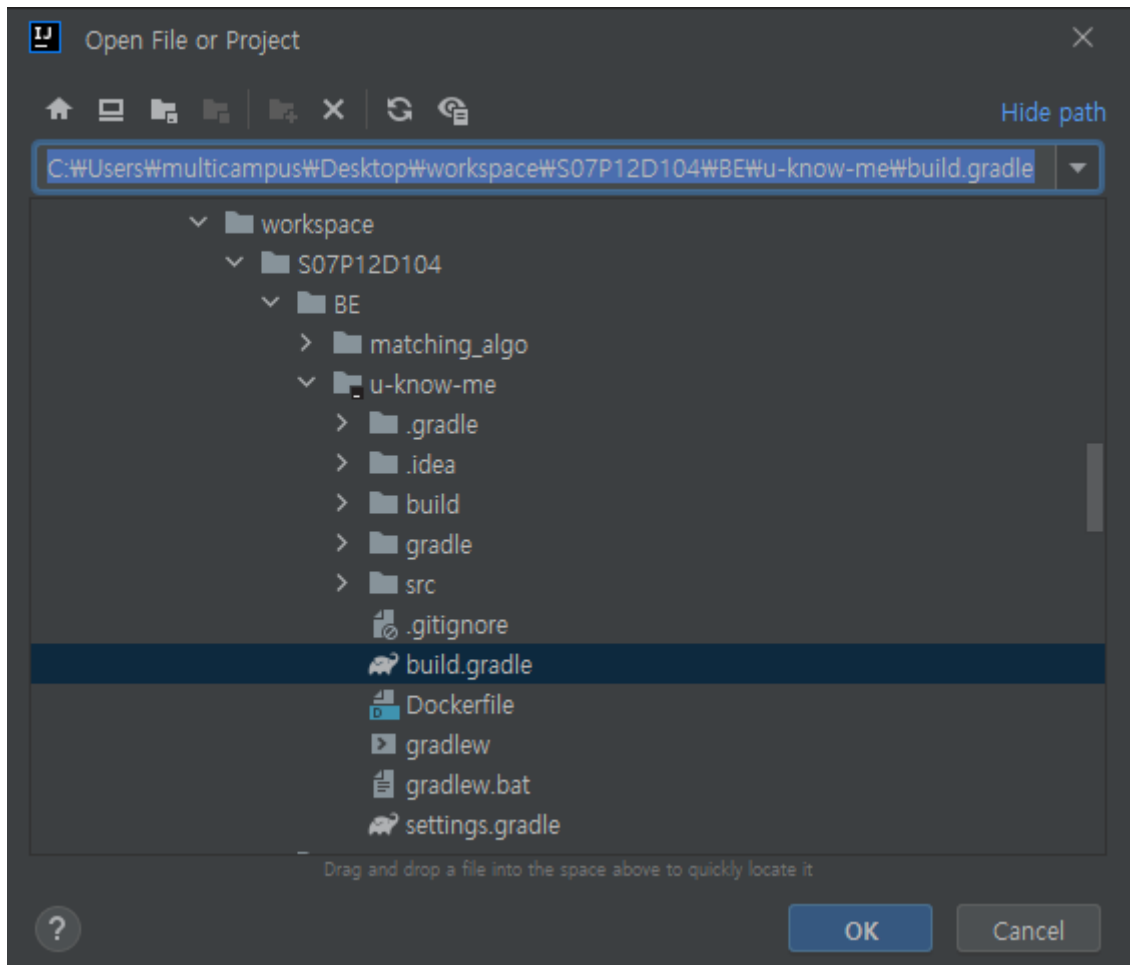 IJ Open File or Project
Hide path
C:₩Users₩multicampus₩Desktop₩workspace₩S07P12D104₩BE₩u-know-me₩build.gradle
workspace
S07P12D104
BE
matching_algo
u-know-me
.gradle
.idea
build
gradle
src
.gitignore
build.gradle
D Dockerfile
gradlew
gradlew.bat
settings.gradle
Drag and drop a file into the space above to quickly locate it
? OK Cancel